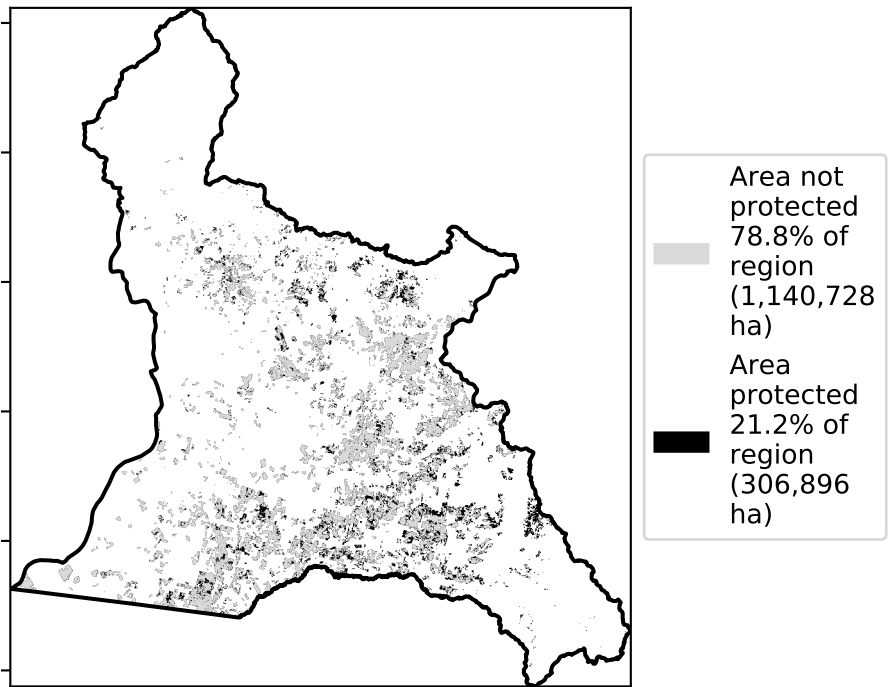 Area not
protected
78.8% of
region
(1,140,728
ha)
Area
protected
21.2% of
region
(306,896
ha)